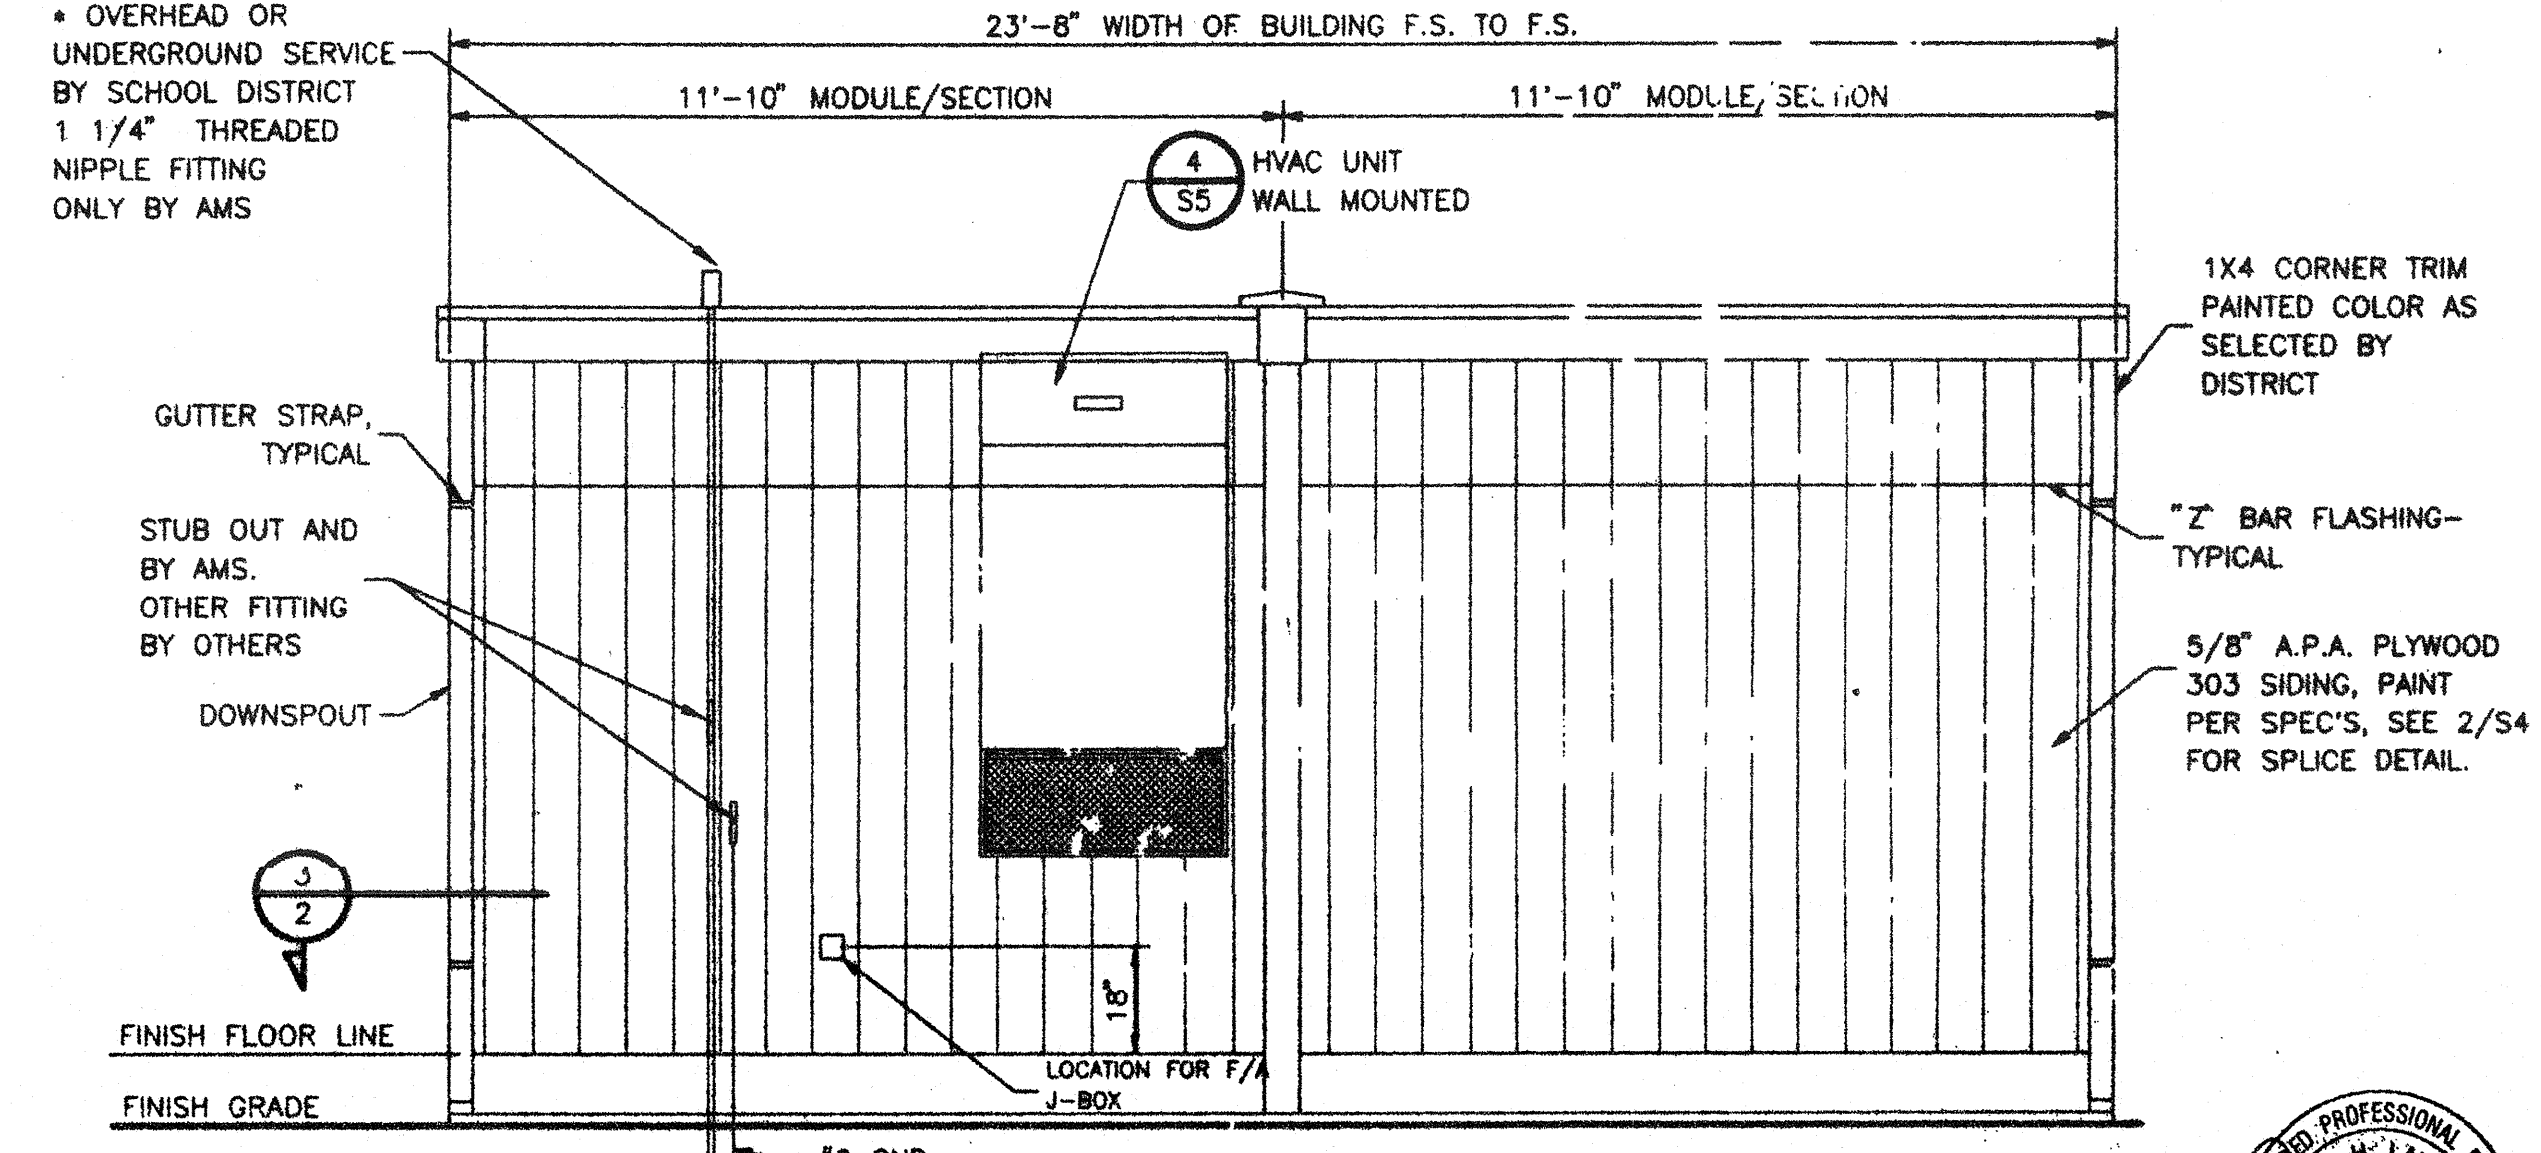 * OVERHEAD OR
UNDERGROUND SERVICE
BY SCHOOL DISTRICT
1 1/4" THREADED
NIPPLE FITTING
ONLY BY AMS
23'-8" WIDTH OF BUILDING F.S. TO F.S.
11'-10" MODULE/SECTION
11'-10" MODULE/SECTION
4
S5
HVAC UNIT
WALL MOUNTED
1X4 CORNER TRIM
PAINTED COLOR AS
SELECTED BY
DISTRICT
GUTTER STRAP,
TYPICAL
STUB OUT AND
BY AMS.
OTHER FITTING
BY OTHERS
DOWNSPOUT
"Z" BAR FLASHING-
TYPICAL
5/8" A.P.A. PLYWOOD
303 SIDING, PAINT
PER SPEC'S, SEE 2/S4
FOR SPLICE DETAIL.
2
18"
FINISH FLOOR LINE
LOCATION FOR F/A
J-BOX
FINISH GRADE
PROFESSIONAL